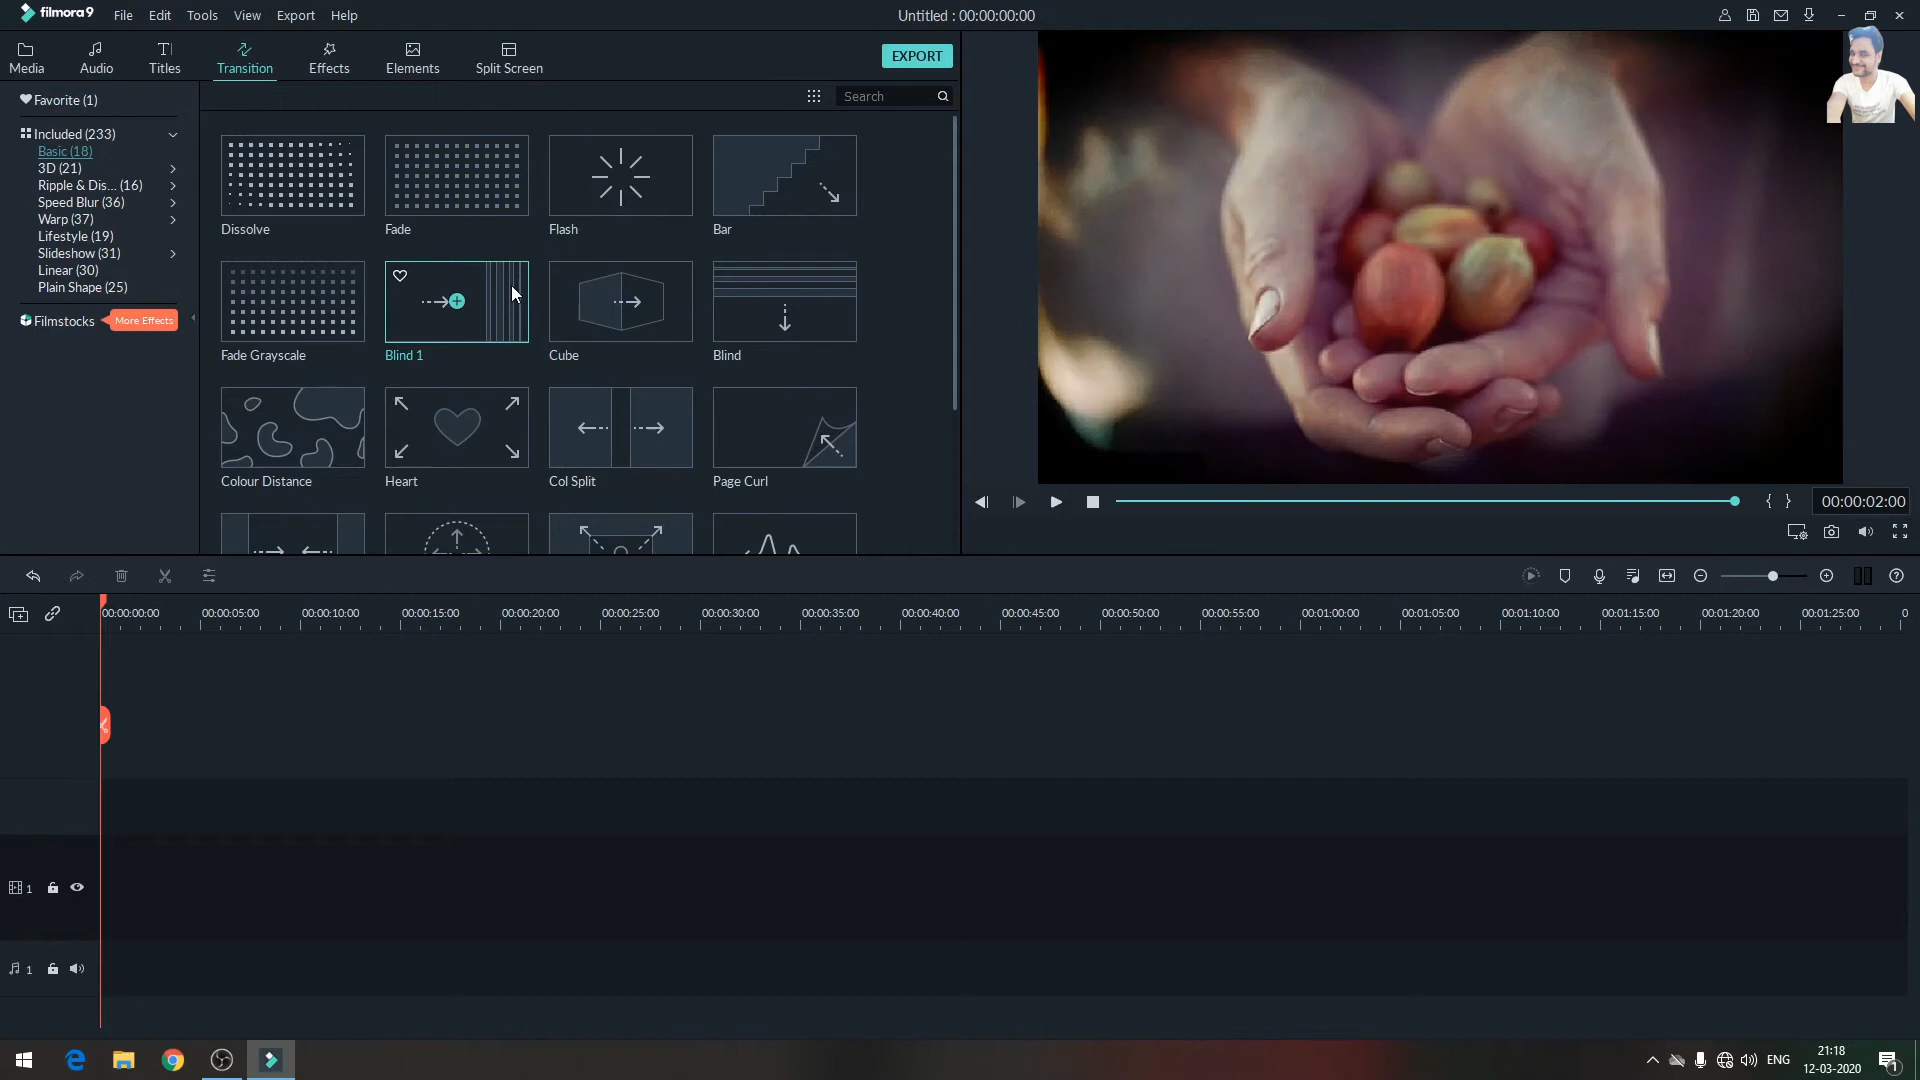 filmora9 File Edit Tools View Export Help Untitled : 00:00:00:00
Media Audio Titles Transition Effects Elements Split Screen EXPORT
Favorite (1)
Search
Included (233)
Basic (18)
3D (21)
Ripple & Dis... (16)
Speed Blur (36)
Warp (37)
Lifestyle (19)
Slideshow (31)
Linear (30)
Plain Shape (25)
Filmstocks More Effects
Dissolve Fade Flash Bar
Fade Grayscale Blind 1 Cube Blind
Colour Distance Heart Col Split Page Curl
{ } 00:00:02:00
00:00:00:00 00:00:05:00 00:00:10:00 00:00:15:00 00:00:20:00 00:00:25:00 00:00:30:00 00:00:35:00 00:00:40:00 00:00:45:00 00:00:50:00 00:00:55:00 00:01:00:00 00:01:05:00 00:01:10:00 00:01:15:00 00:01:20:00 00:01:25:00 0
1
1
ENG 21:18
12-03-2020
1